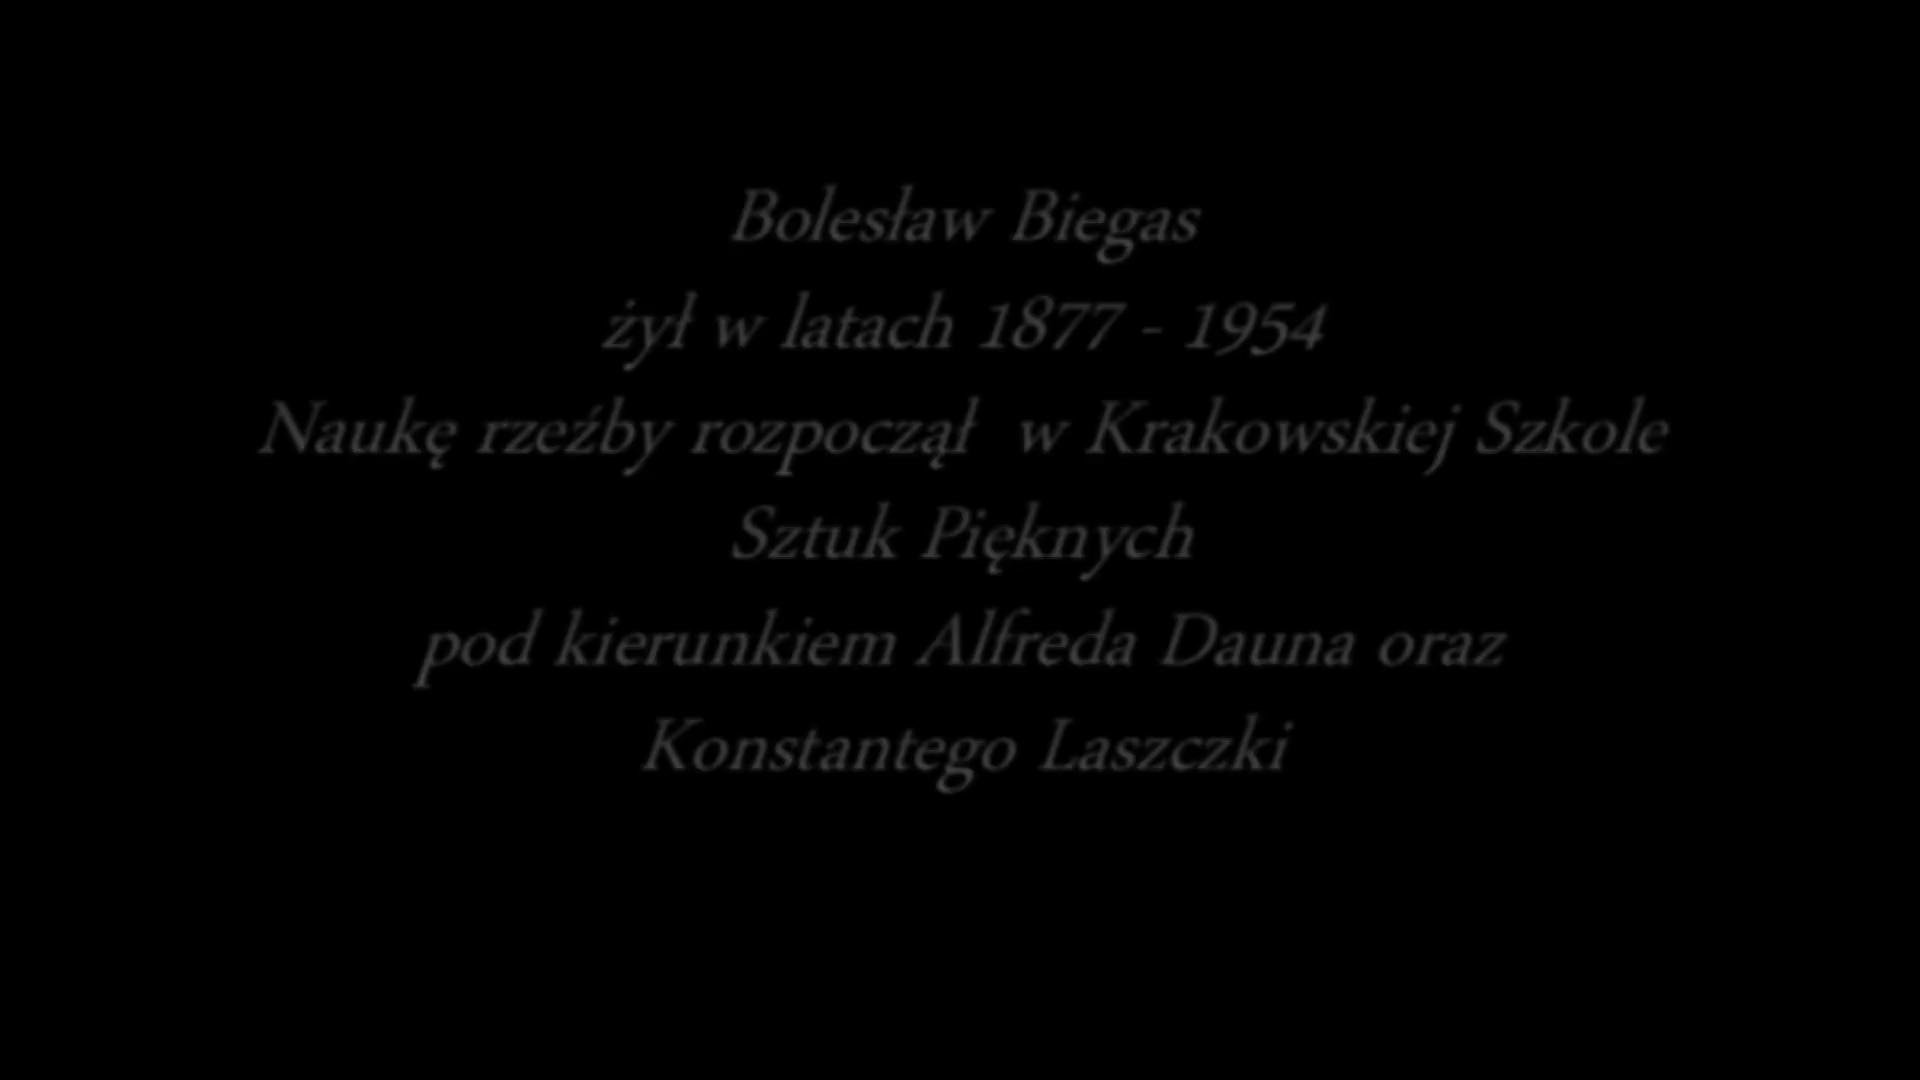 Bolesław Biegas
żył w latach 1877 - 1954
Naukę rzeźby rozpoczął w Krakowskiej Szkole
Sztuk Pięknych
pod kierunkiem Alfreda Dauna oraz
Konstantego Laszczki